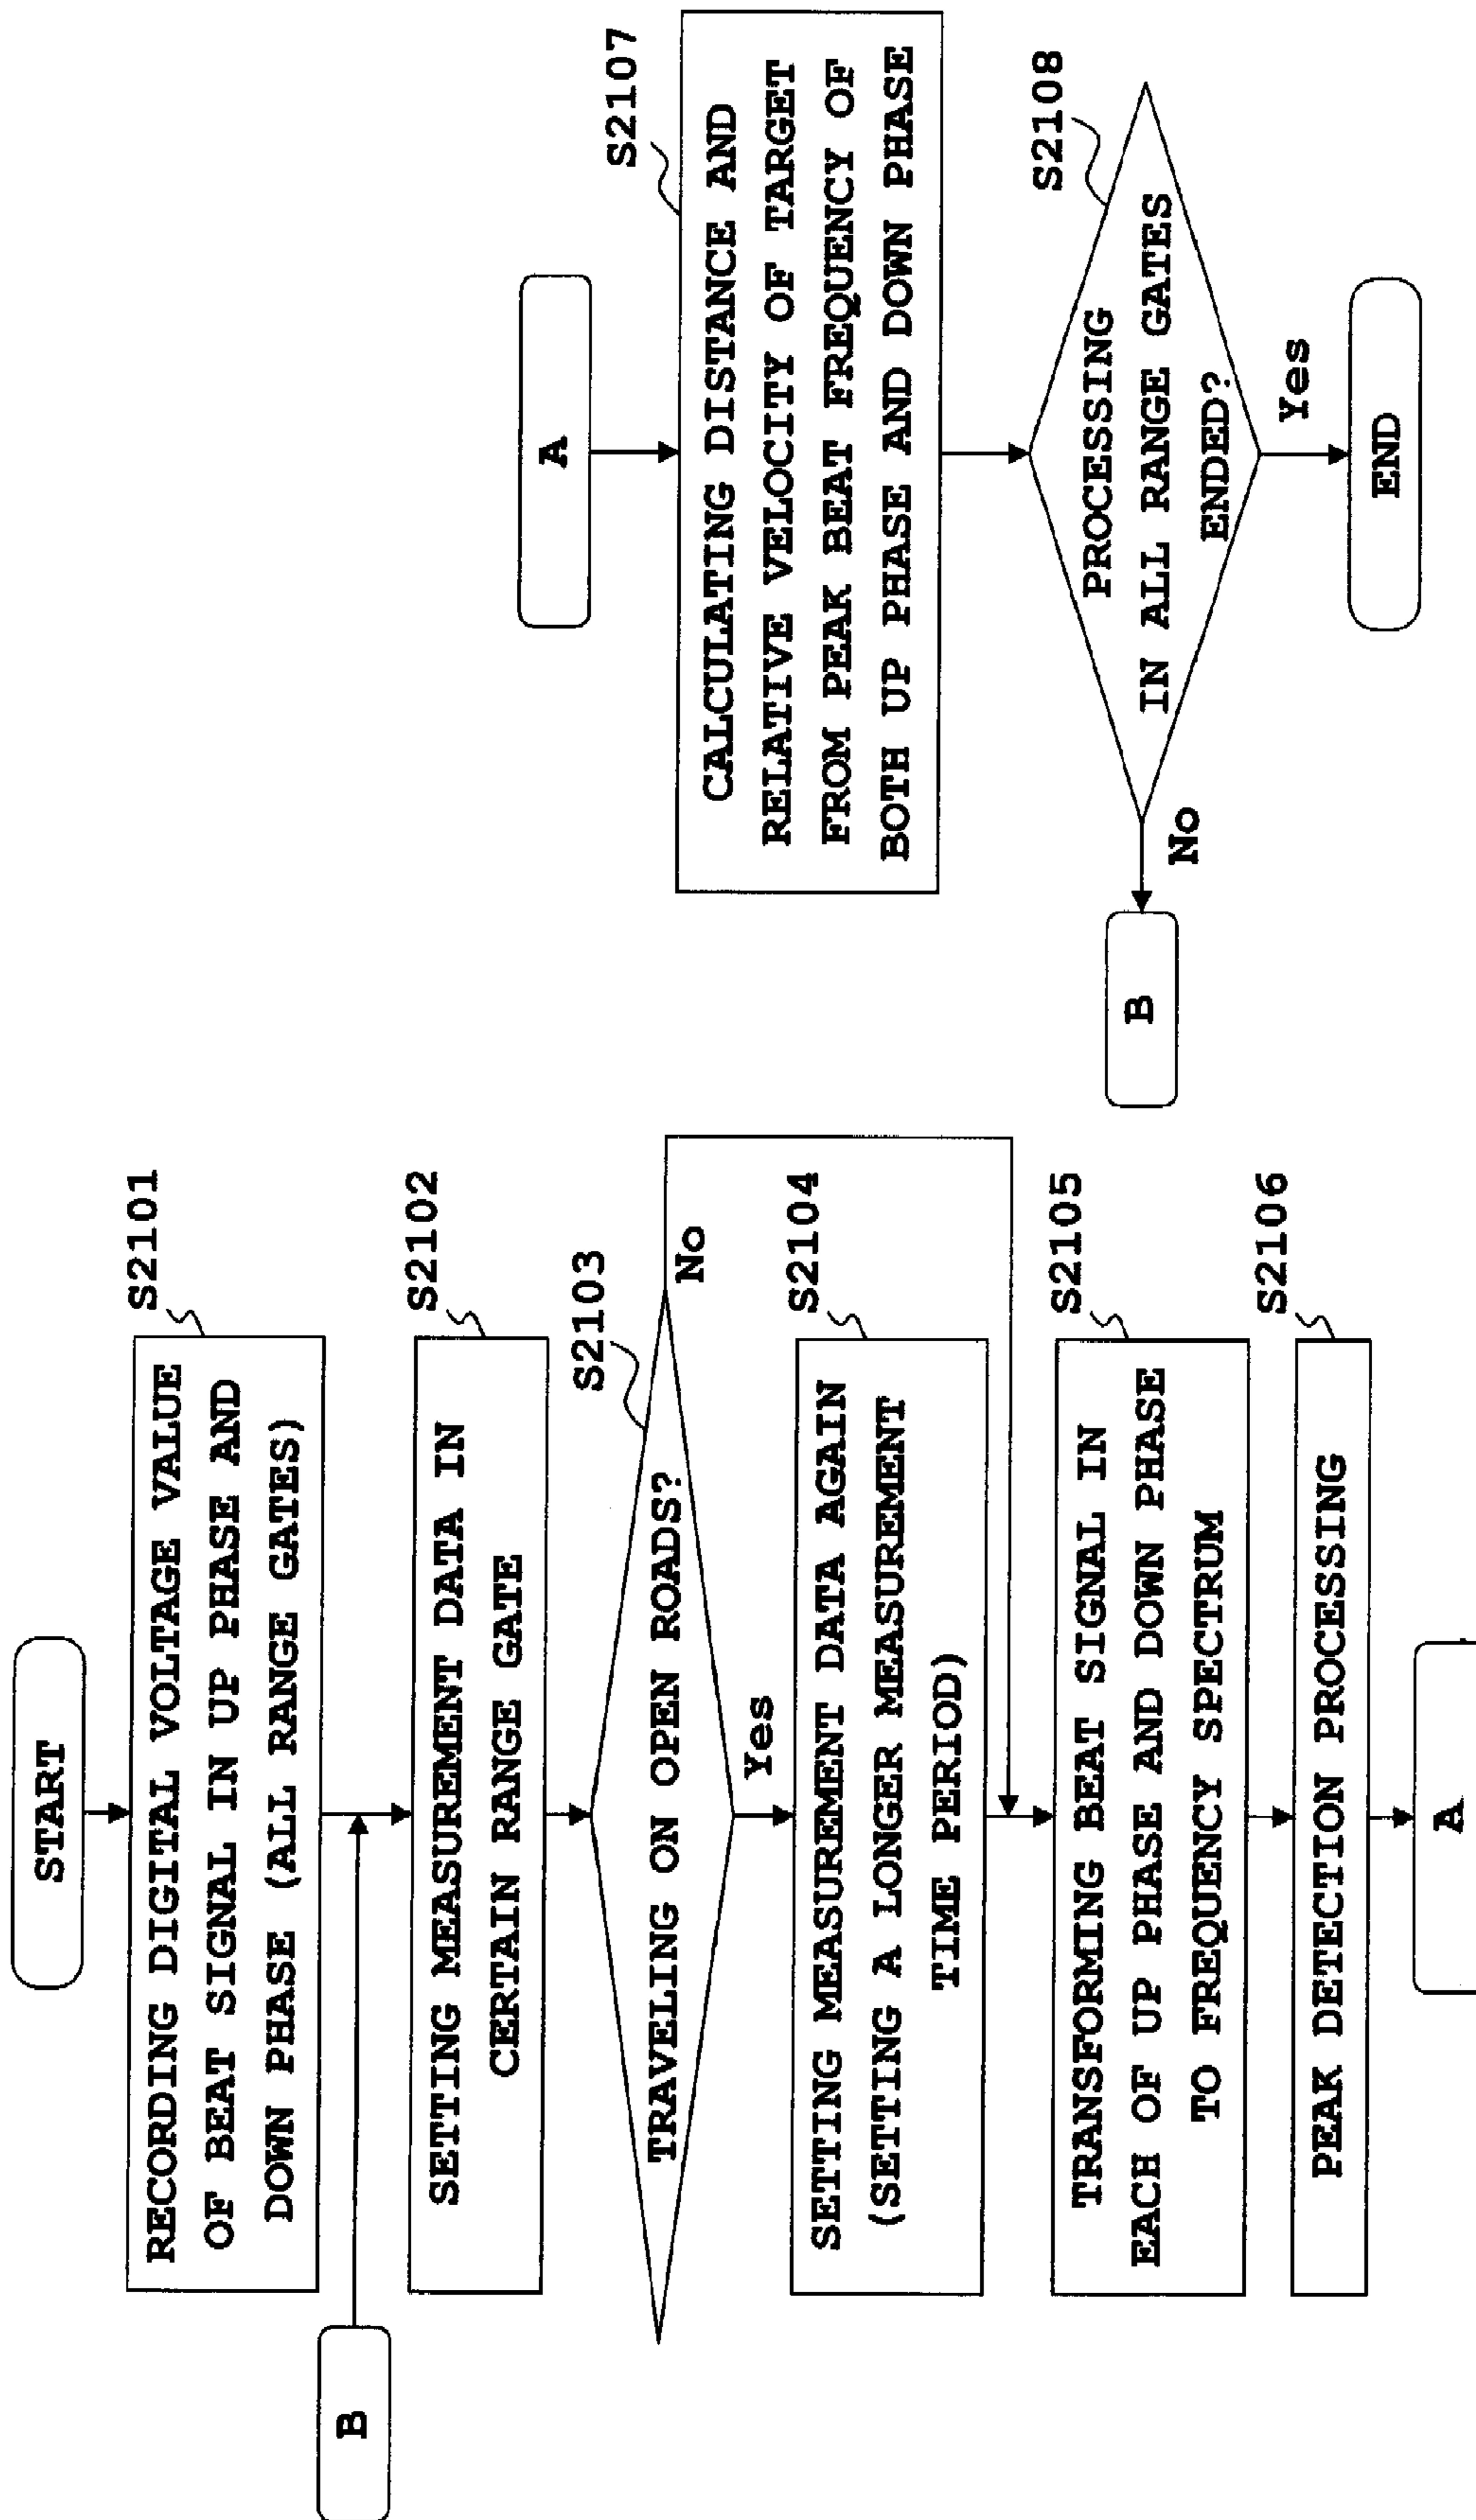 START
S2101
RECORDING DIGITAL VOLTAGE VALUE
OF BEAT SIGNAL IN UP PHASE AND
DOWN PHASE (ALL RANGE GATES)
B
S2102
SETTING MEASUREMENT DATA IN
CERTAIN RANGE GATE
S2103
TRAVELING ON OPEN ROADS?
No
Yes
S2104
SETTING MEASUREMENT DATA AGAIN
(SETTING A LONGER MEASUREMENT
TIME PERIOD)
S2105
TRANSFORMING BEAT SIGNAL IN
EACH OF UP PHASE AND DOWN PHASE
TO FREQUENCY SPECTRUM
S2106
PEAK DETECTION PROCESSING
A
A
S2107
CALCULATING DISTANCE AND
RELATIVE VELOCITY OF TARGET
FROM PEAK BEAT FREQUENCY OF
BOTH UP PHASE AND DOWN PHASE
S2108
PROCESSING
IN ALL RANGE GATES
ENDED?
No
B
Yes
END